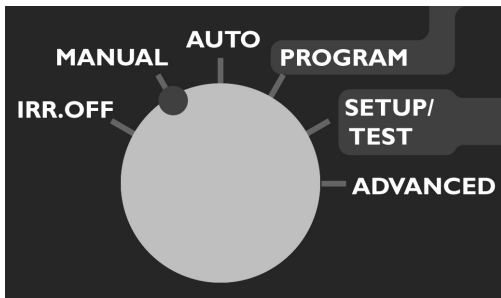 AUTO
MANUAL
PROGRAM
IRR.OFF
SETUP/
TEST
ADVANCED